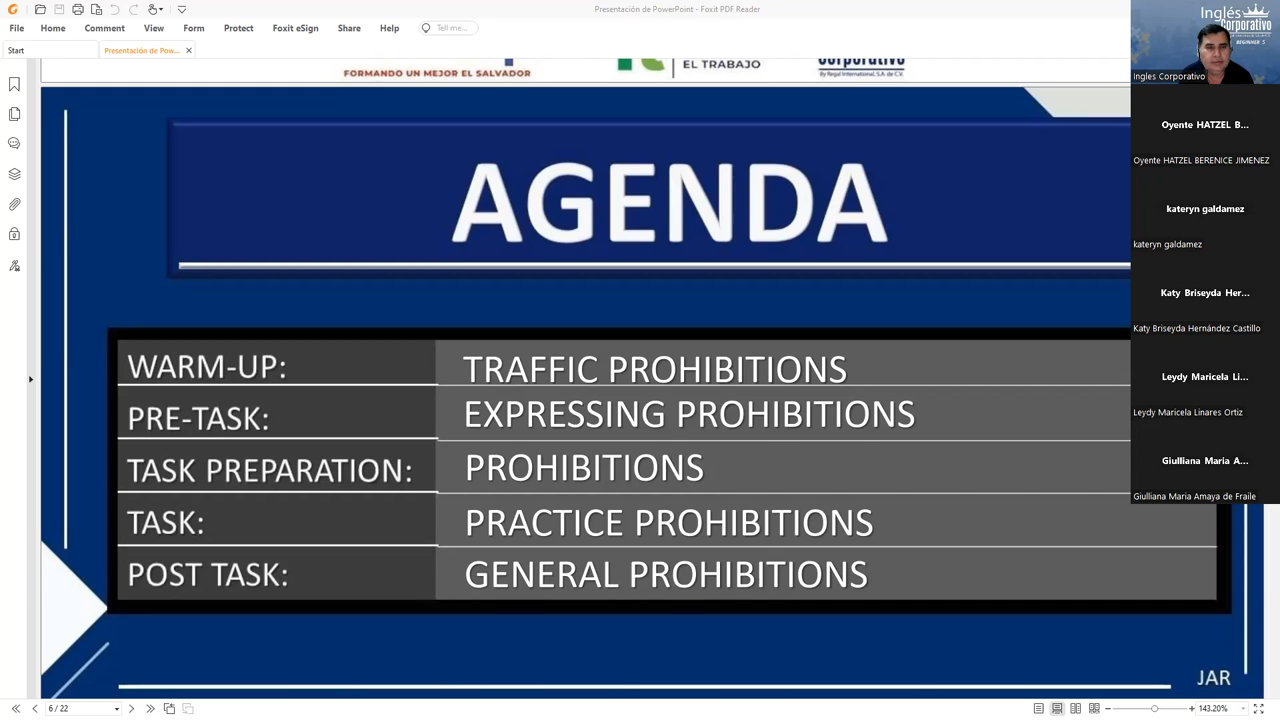 Presentación de PowerPoint - Foxit PDF Reader
File Home Comment View Form Protect Foxit eSign Share Help Tell me...
Start Presentación de Pow...
FORMANDO UN MEJOR EL SALVADOR
EL TRABAJO
Corporativo
By Regal International, S.A. de C.V.
AGENDA
WARM-UP: TRAFFIC PROHIBITIONS
PRE-TASK: EXPRESSING PROHIBITIONS
TASK PREPARATION: PROHIBITIONS
TASK: PRACTICE PROHIBITIONS
POST TASK: GENERAL PROHIBITIONS
JAR
Inglés
Corporativo
BEGINNER 5
Ingles Corporativo
Oyente HATZEL B...
Oyente HATZEL BERENICE JIMENEZ
kateryn galdamez
kateryn galdamez
Katy Briseyda Her...
Katy Briseyda Hernández Castillo
Leydy Maricela Li...
Leydy Maricela Linares Ortiz
Giulliana Maria A...
Giulliana Maria Amaya de Fraile
6 / 22
143.20%